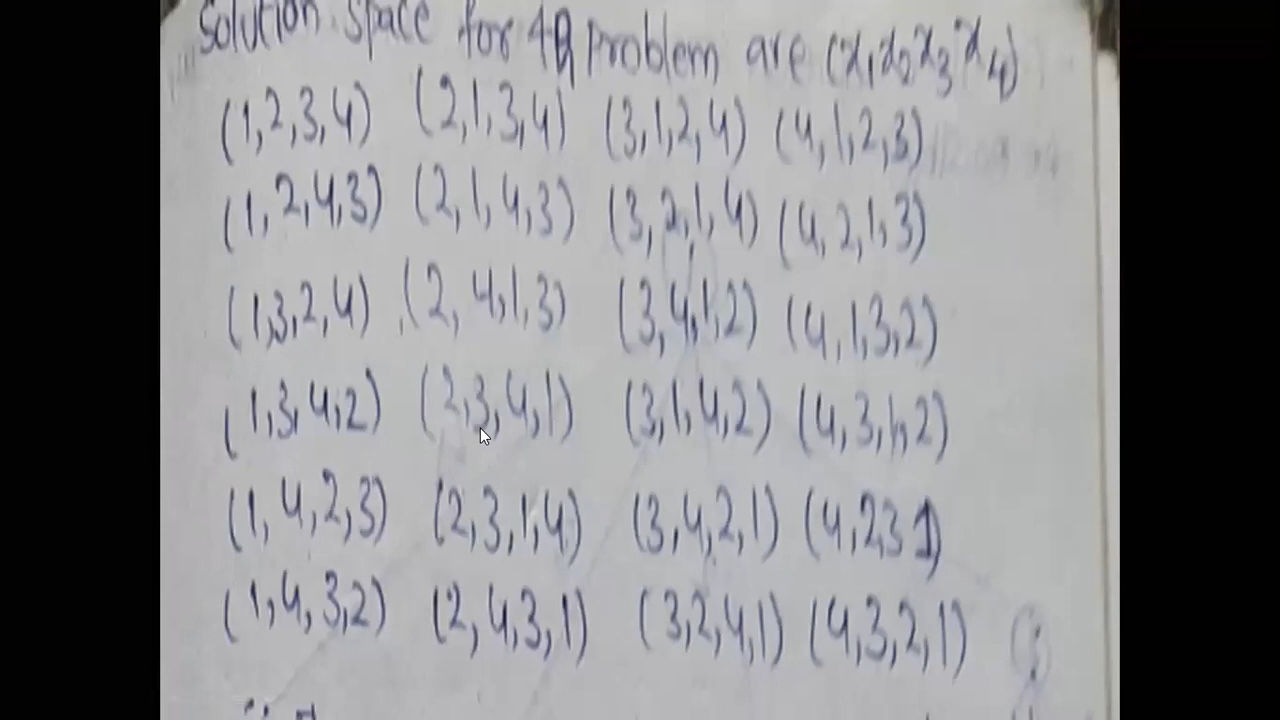 Solution space for 4Q problem are (x1x2x3x4)
(1,2,3,4) (2,1,3,4) (3,1,2,4) (4,1,2,3)
(1,2,4,3) (2,1,4,3) (3,2,1,4) (4,2,1,3)
(1,3,2,4) (2,4,1,3) (3,4,1,2) (4,1,3,2)
(1,3,4,2) (2,3,4,1) (3,1,4,2) (4,3,1,2)
(1,4,2,3) (2,3,1,4) (3,4,2,1) (4,2,3 1)
(1,4,3,2) (2,4,3,1) (3,2,4,1) (4,3,2,1)